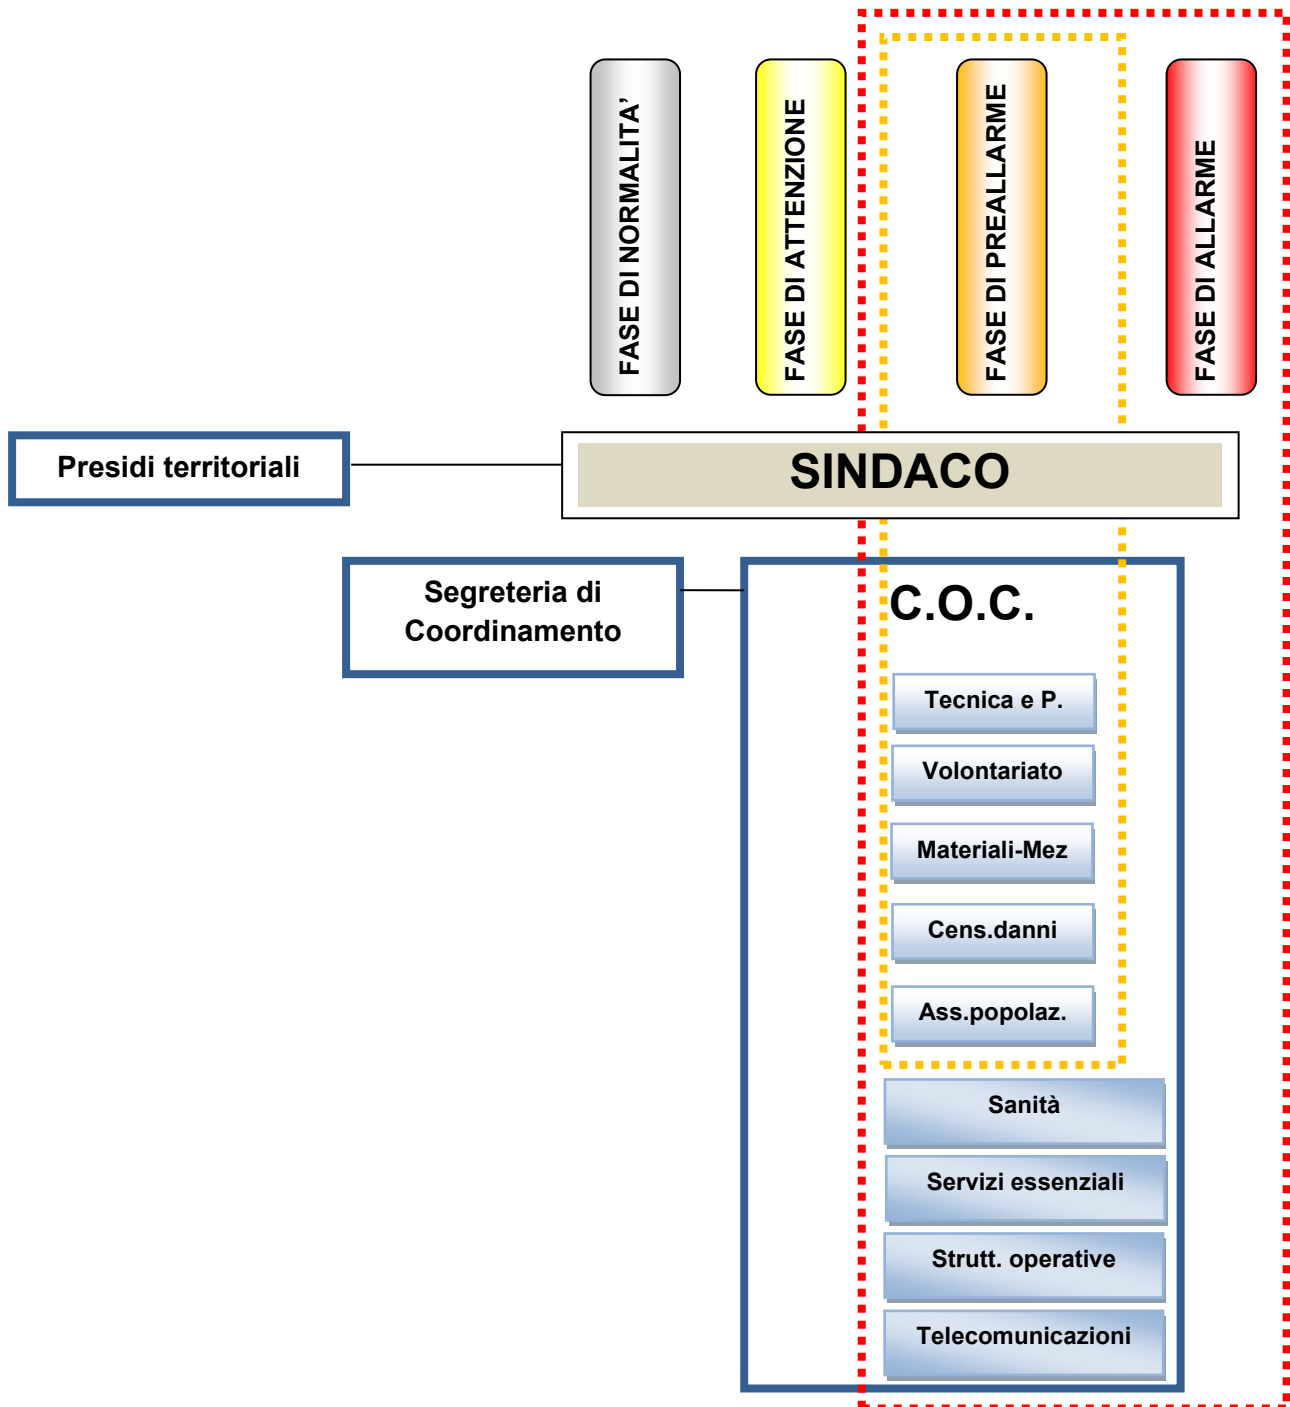 FASE DI NORMALITA’
FASE DI ATTENZIONE
FASE DI PREALLARME
FASE DI ALLARME
Presidi territoriali
SINDACO
Segreteria di
Coordinamento
C.O.C.
Tecnica e P.
Volontariato
Materiali-Mez
Cens.danni
Ass.popolaz.
Sanità
Servizi essenziali
Strutt. operative
Telecomunicazioni